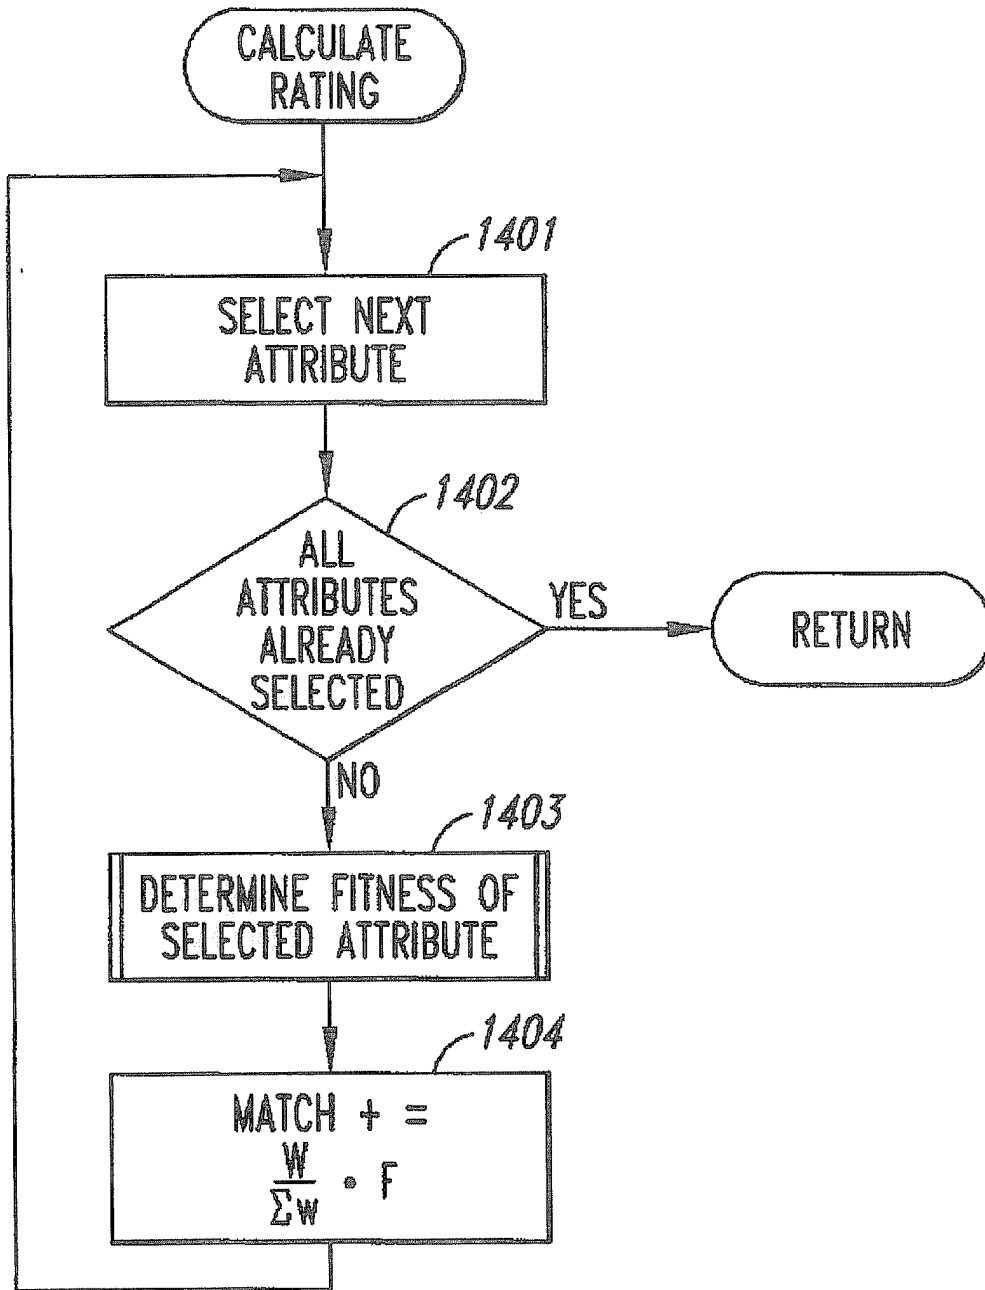 CALCULATE
RATING
1401
SELECT NEXT
ATTRIBUTE
1402
ALL
ATTRIBUTES
ALREADY
SELECTED
YES
RETURN
NO
1403
DETERMINE FITNESS OF
SELECTED ATTRIBUTE
1404
MATCH + =
W
Σw • F